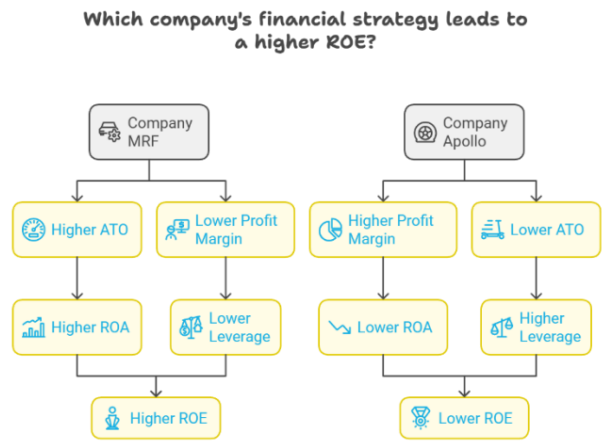 Which company's financial strategy leads to
a higher ROE?
Company
MRF
Company
Apollo
Higher ATO
Lower Profit
Margin
Higher Profit
Margin
Lower ATO
Higher ROA
Lower
Leverage
Lower ROA
Higher
Leverage
Higher ROE
Lower ROE